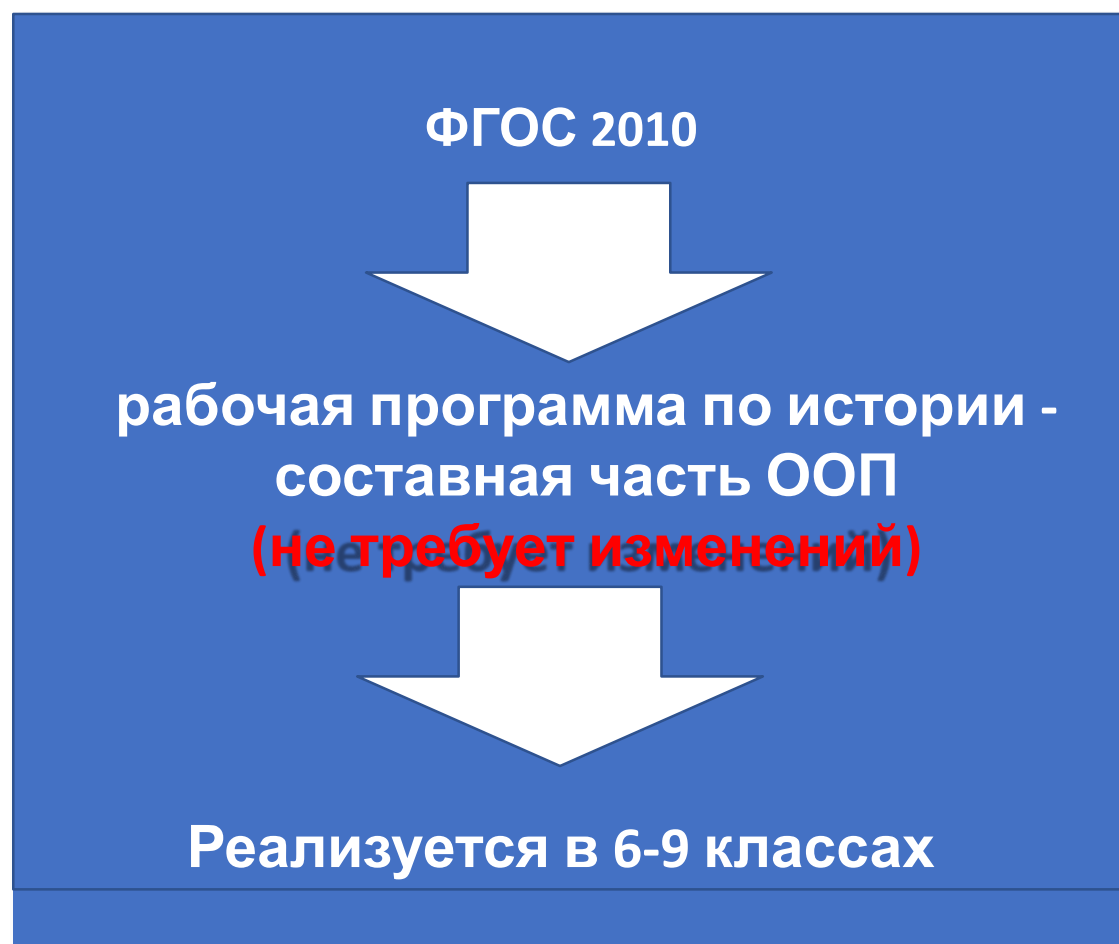 ФГОС 2010
рабочая программа по истории -
составная часть ООП
(не требует изменений)
Реализуется в 6-9 классах